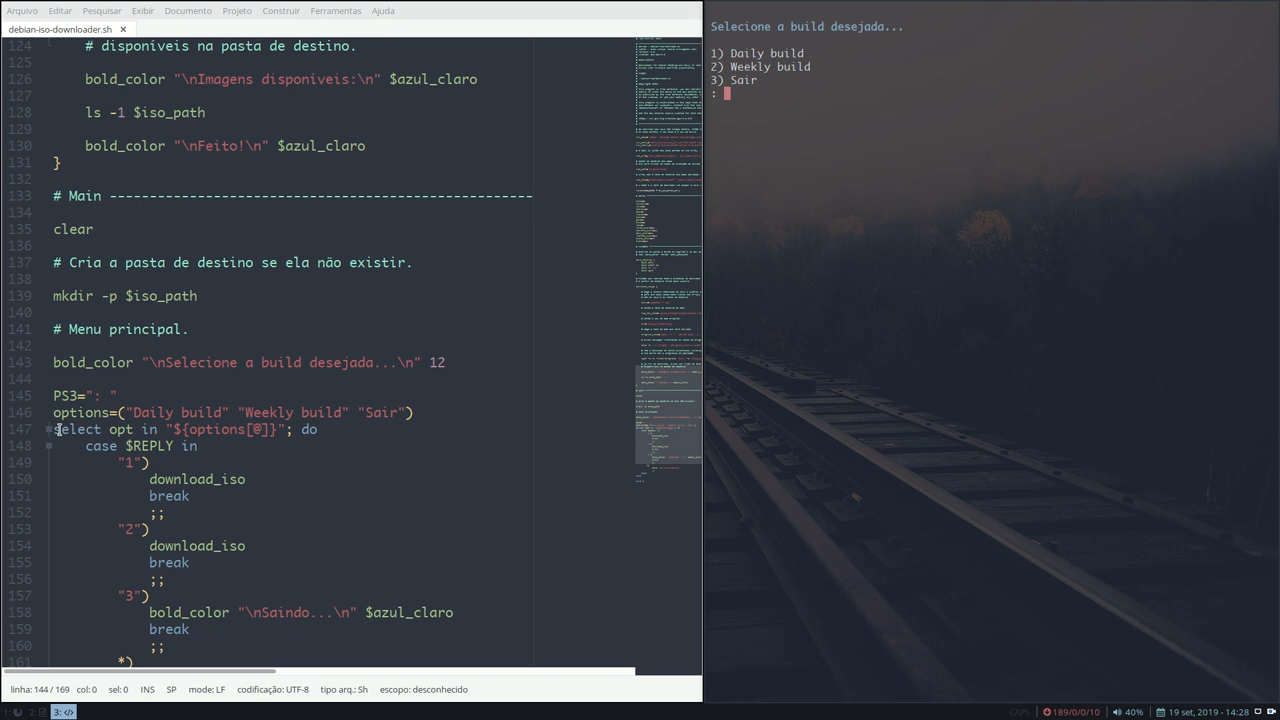 Arquivo Editar Pesquisar Exibir Documento Projeto Construir Ferramentas Ajuda
debian-iso-downloader.sh ×
124 # disponíveis na pasta de destino.
125
126 bold_color "\nImagens disponíveis:\n" $azul_claro
127
128 ls -1 $iso_path
129
130 bold_color "\nFeito!\n" $azul_claro
131 }
132
133 # Main -----------------------------------------------------
134
135 clear
136
137 # Cria a pasta da destino se ela não existir.
138
139 mkdir -p $iso_path
140
141 # Menu principal.
142
143 bold_color "\nSelecione a build desejada...\n" 12
144
145 PS3=": "
146 options=("Daily build" "Weekly build" "Sair")
147 select opt in "${options[@]}"; do
148 case $REPLY in
149 "1")
150 download_iso
151 break
152 ;;
153 "2")
154 download_iso
155 break
156 ;;
157 "3")
158 bold_color "\nSaindo...\n" $azul_claro
159 break
160 ;;
161 *)
linha: 144 / 169 col: 0 sel: 0 INS SP mode: LF codificação: UTF-8 tipo arq.: Sh escopo: desconhecido
Selecione a build desejada...
1) Daily build
2) Weekly build
3) Sair
:
1: 2: 3: </> CAPS 189/0/0/10 40% 19 set, 2019 - 14:28